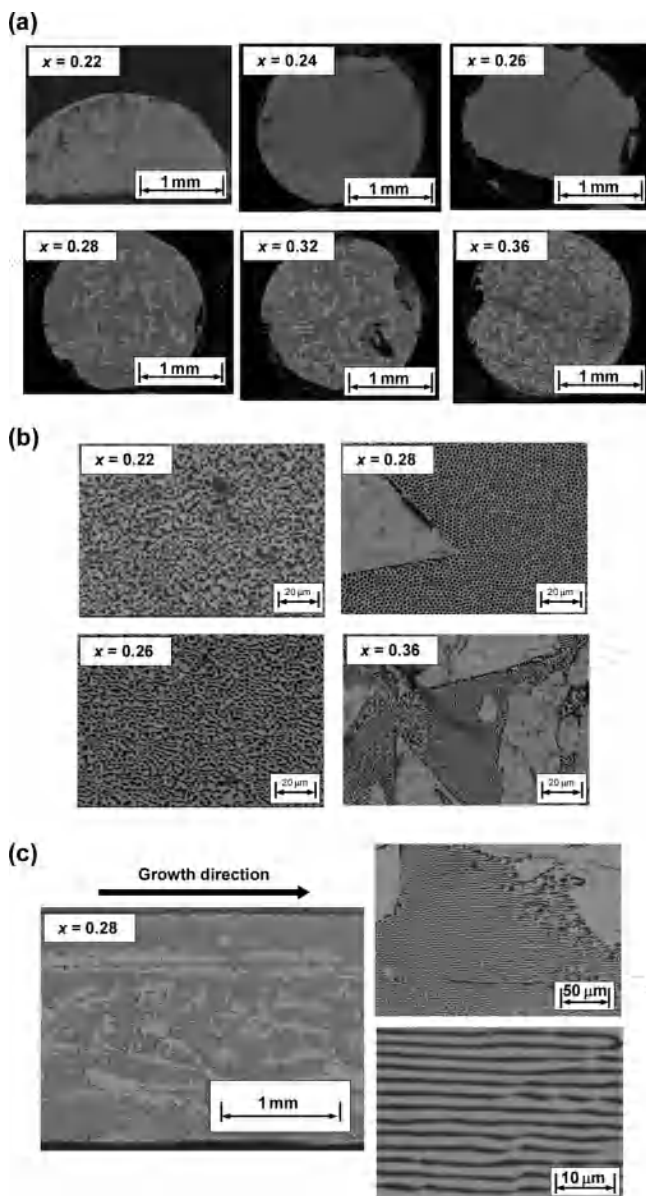 (a)
x = 0.22
x = 0.24
x = 0.26
1 mm
1 mm
1 mm
x = 0.28
x = 0.32
x = 0.36
1 mm
1 mm
1 mm
(b)
x = 0.22
x = 0.28
20 μm
20 μm
x = 0.26
x = 0.36
20 μm
20 μm
(c)
Growth direction
x = 0.28
50 μm
1 mm
10 μm